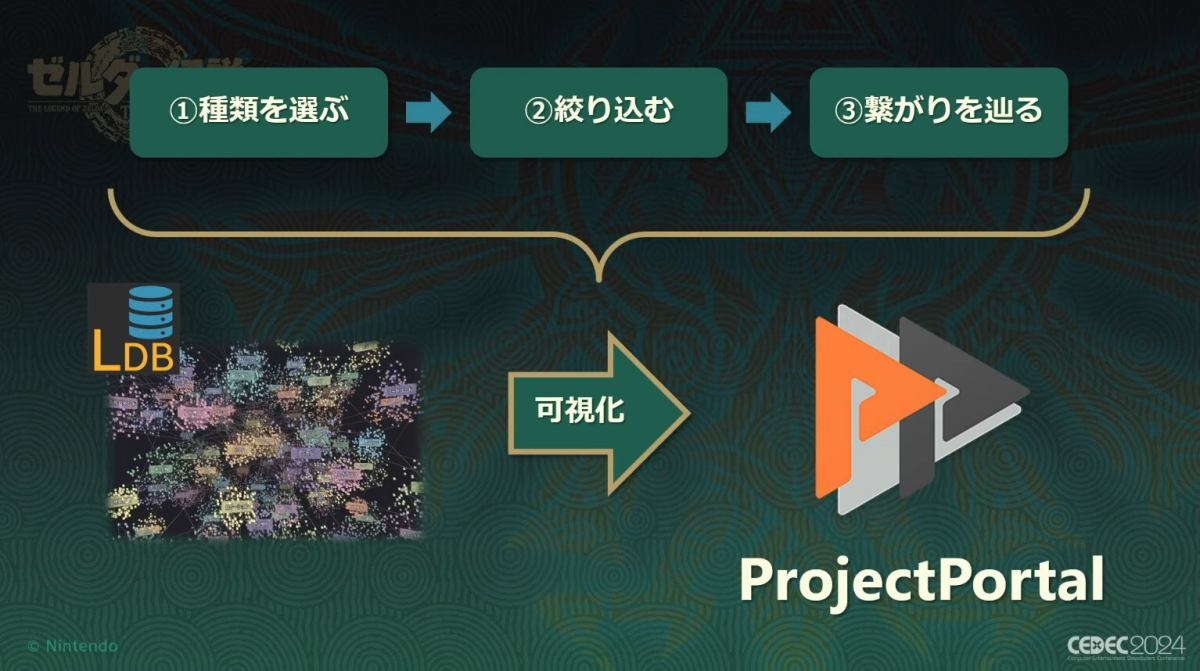 ゼルダの伝説
THE LEGEND OF ZELDA
①種類を選ぶ
②絞り込む
③繋がりを辿る
LDB
可視化
ProjectPortal
© Nintendo
CEDEC2024
Computer Entertainment Developers Conference